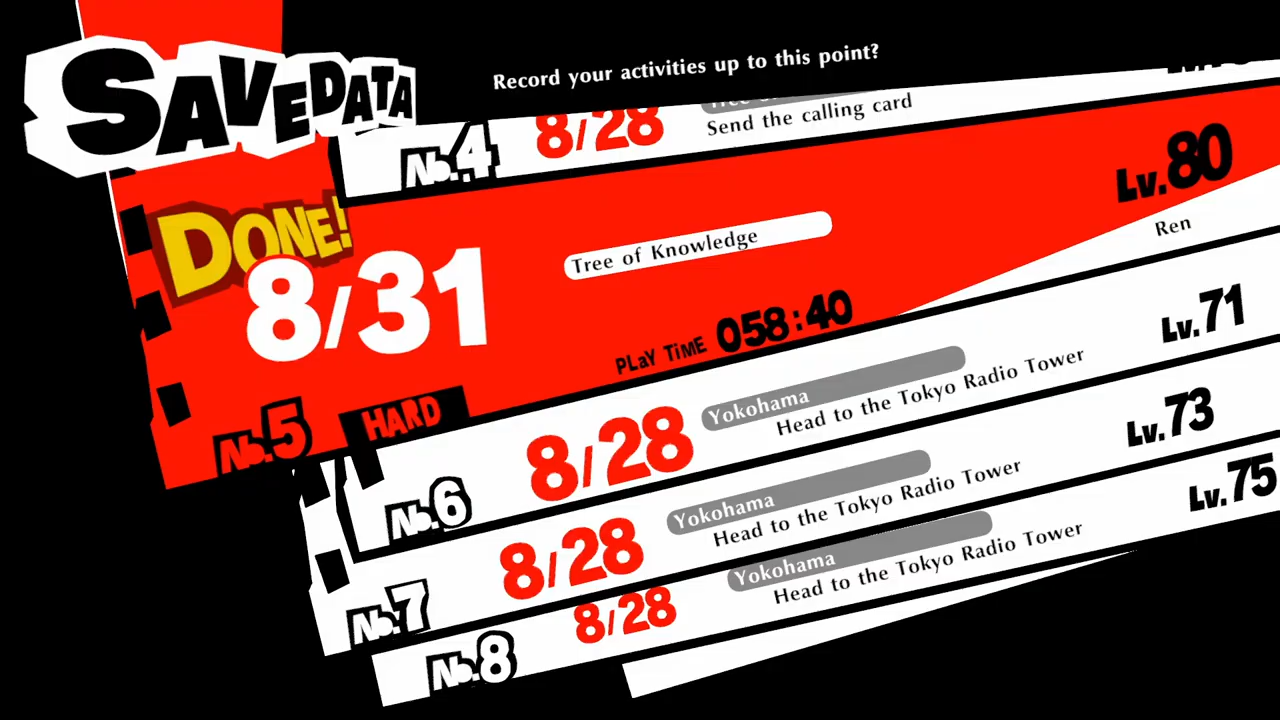 SAVEDATA
Record your activities up to this point?
No.4
8/28
Send the calling card
DONE!
8/31
Tree of Knowledge
Lv.80
Ren
PLaY TiME 058:40
No.5
HARD
No.6
8/28
Yokohama
Head to the Tokyo Radio Tower
Lv.71
No.7
8/28
Yokohama
Head to the Tokyo Radio Tower
Lv.73
No.8
8/28
Yokohama
Head to the Tokyo Radio Tower
Lv.75